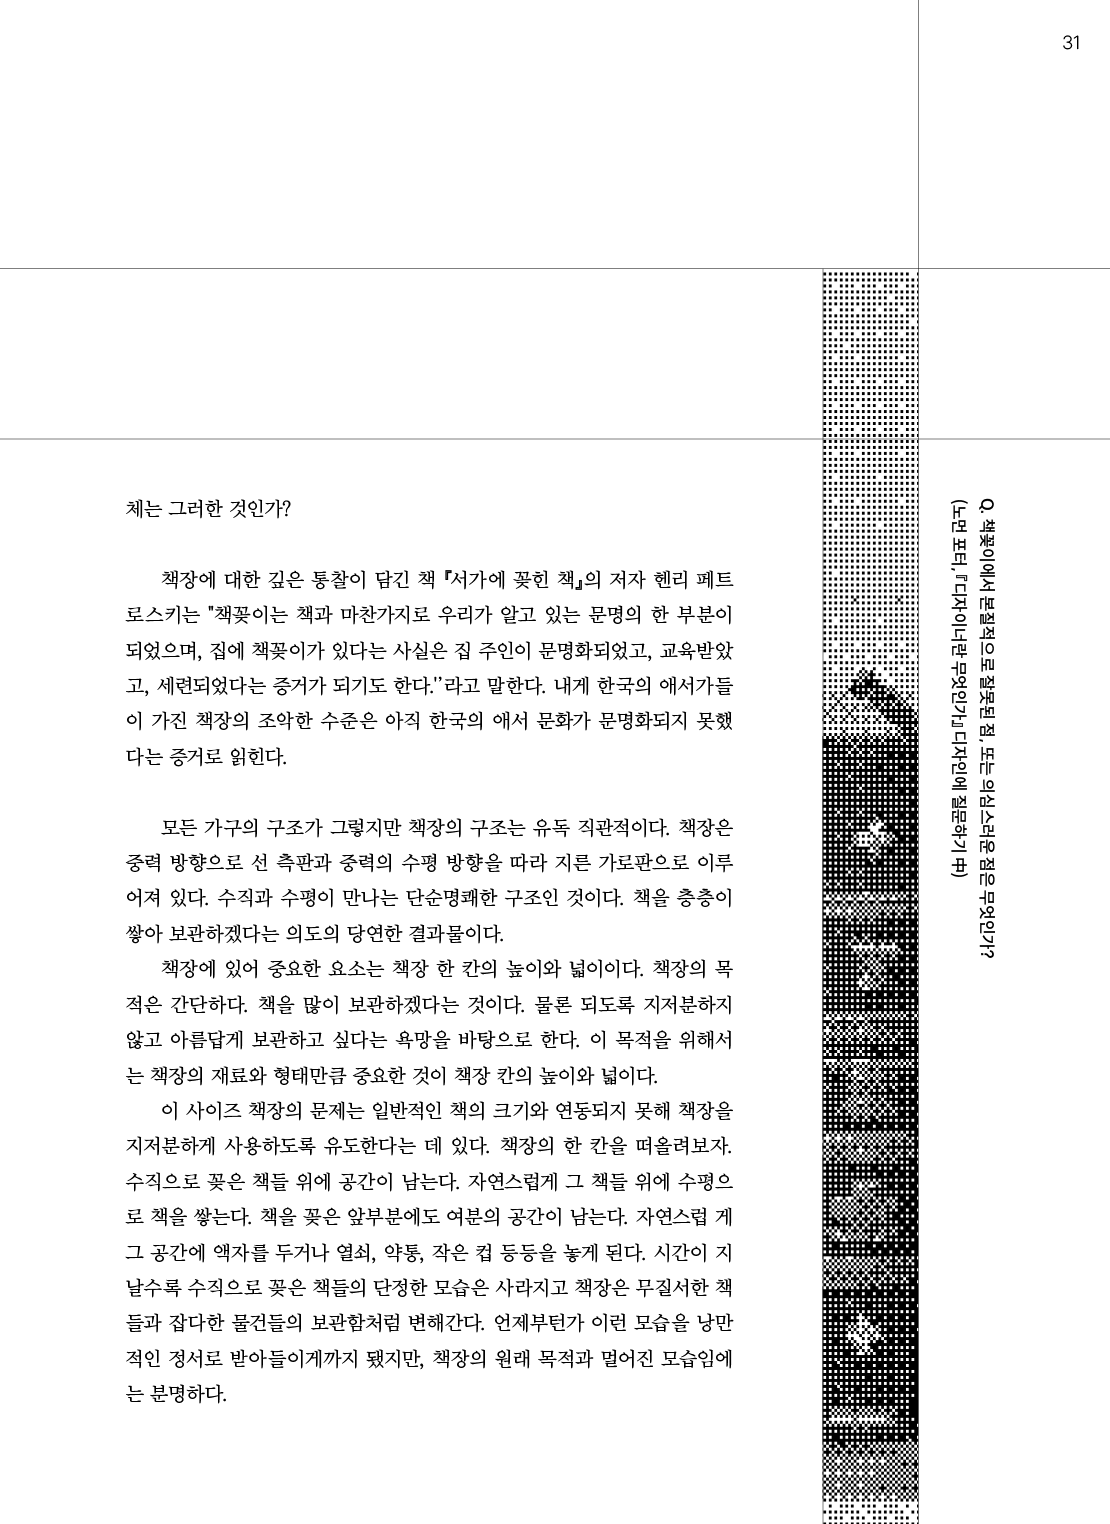 31
체는 그러한 것인가?
책장에 대한 깊은 통찰이 담긴 책 『서가에 꽂힌 책』의 저자 헨리 페트
로스키는 "책꽂이는 책과 마찬가지로 우리가 알고 있는 문명의 한 부분이
되었으며, 집에 책꽂이가 있다는 사실은 집 주인이 문명화되었고, 교육받았
고, 세련되었다는 증거가 되기도 한다.''라고 말한다. 내게 한국의 애서가들
이 가진 책장의 조악한 수준은 아직 한국의 애서 문화가 문명화되지 못했
다는 증거로 읽힌다.
모든 가구의 구조가 그렇지만 책장의 구조는 유독 직관적이다. 책장은
중력 방향으로 선 측판과 중력의 수평 방향을 따라 지른 가로판으로 이루
어져 있다. 수직과 수평이 만나는 단순명쾌한 구조인 것이다. 책을 층층이
쌓아 보관하겠다는 의도의 당연한 결과물이다.
책장에 있어 중요한 요소는 책장 한 칸의 높이와 넓이이다. 책장의 목
적은 간단하다. 책을 많이 보관하겠다는 것이다. 물론 되도록 지저분하지
않고 아름답게 보관하고 싶다는 욕망을 바탕으로 한다. 이 목적을 위해서
는 책장의 재료와 형태만큼 중요한 것이 책장 칸의 높이와 넓이다.
이 사이즈 책장의 문제는 일반적인 책의 크기와 연동되지 못해 책장을
지저분하게 사용하도록 유도한다는 데 있다. 책장의 한 칸을 떠올려보자.
수직으로 꽂은 책들 위에 공간이 남는다. 자연스럽게 그 책들 위에 수평으
로 책을 쌓는다. 책을 꽂은 앞부분에도 여분의 공간이 남는다. 자연스럽 게
그 공간에 액자를 두거나 열쇠, 약통, 작은 컵 등등을 놓게 된다. 시간이 지
날수록 수직으로 꽂은 책들의 단정한 모습은 사라지고 책장은 무질서한 책
들과 잡다한 물건들의 보관함처럼 변해간다. 언제부턴가 이런 모습을 낭만
적인 정서로 받아들이게까지 됐지만, 책장의 원래 목적과 멀어진 모습임에
는 분명하다.
Q. 책꽂이에서 본질적으로 잘못된 점, 또는 의심스러운 점은 무엇인가?
(노먼 포터, 『디자이너란 무엇인가』 디자인에 질문하기 中)